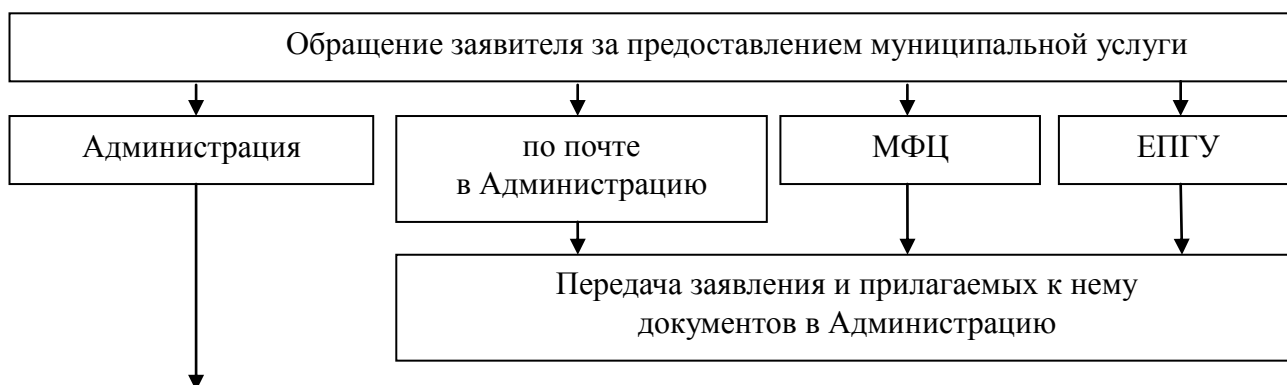 Обращение заявителя за предоставлением муниципальной услуги
Администрация
по почте
в Администрацию
МФЦ
ЕПГУ
Передача заявления и прилагаемых к нему
документов в Администрацию